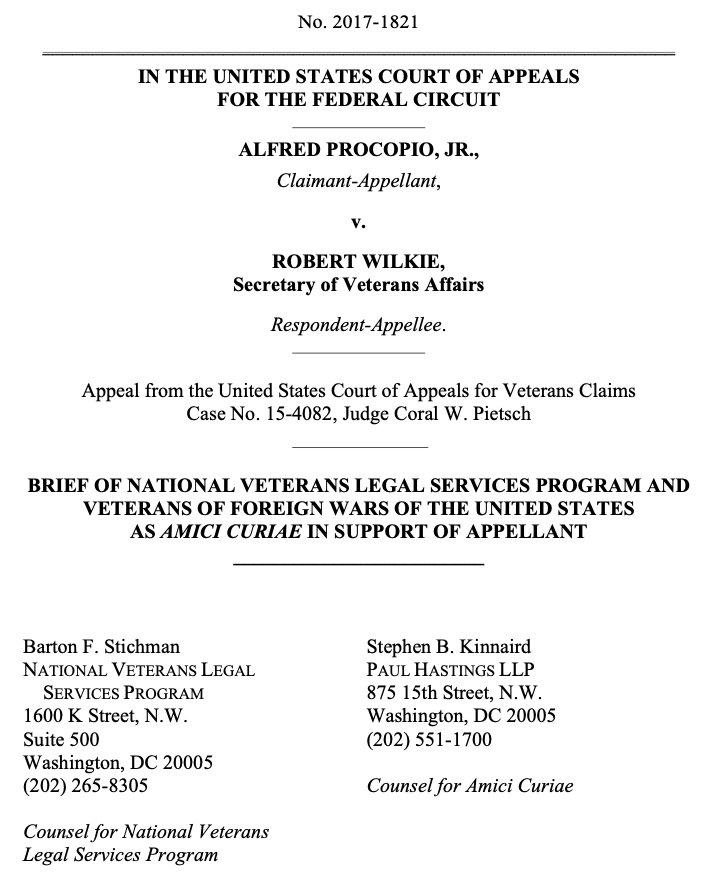 No. 2017-1821
IN THE UNITED STATES COURT OF APPEALS
FOR THE FEDERAL CIRCUIT
ALFRED PROCOPIO, JR.,
Claimant-Appellant,
v.
ROBERT WILKIE,
Secretary of Veterans Affairs
Respondent-Appellee.
Appeal from the United States Court of Appeals for Veterans Claims
Case No. 15-4082, Judge Coral W. Pietsch
BRIEF OF NATIONAL VETERANS LEGAL SERVICES PROGRAM AND
VETERANS OF FOREIGN WARS OF THE UNITED STATES
AS AMICI CURIAE IN SUPPORT OF APPELLANT
Barton F. Stichman
NATIONAL VETERANS LEGAL
SERVICES PROGRAM
1600 K Street, N.W.
Suite 500
Washington, DC 20005
(202) 265-8305
Counsel for National Veterans
Legal Services Program
Stephen B. Kinnaird
PAUL HASTINGS LLP
875 15th Street, N.W.
Washington, DC 20005
(202) 551-1700
Counsel for Amici Curiae